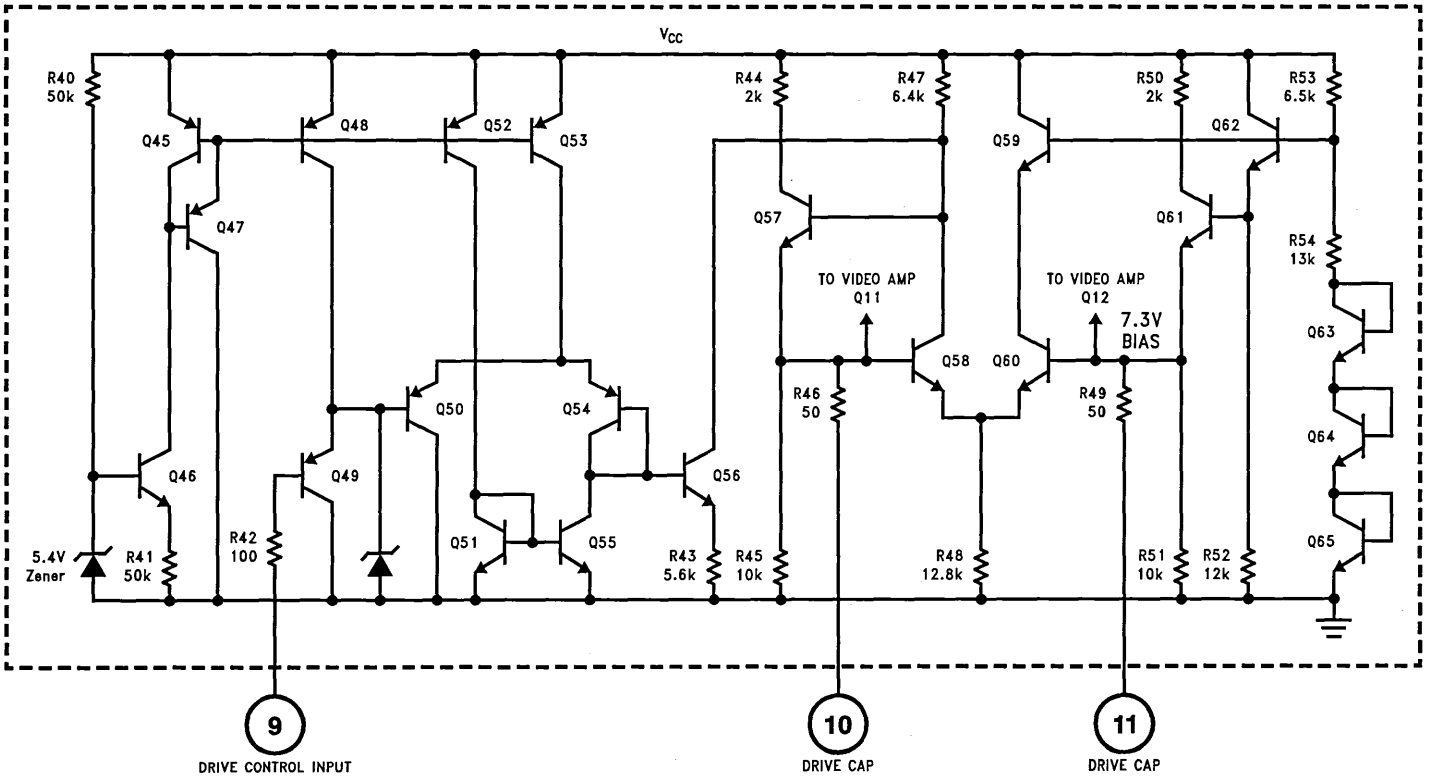 VCC
R40
50k
Q45
Q48
Q52
Q53
R44
2k
R47
6.4k
Q59
R50
2k
Q62
R53
6.5k
Q47
Q57
Q61
R54
13k
TO VIDEO AMP
Q11
TO VIDEO AMP
Q12
7.3V
BIAS
Q63
Q58
Q60
R46
50
R49
50
Q50
Q54
Q64
Q46
Q49
Q56
5.4V
Zener
R41
50k
R42
100
Q51
Q55
R43
5.6k
R45
10k
R48
12.8k
R51
10k
R52
12k
Q65
9
10
11
DRIVE CONTROL INPUT
DRIVE CAP
DRIVE CAP